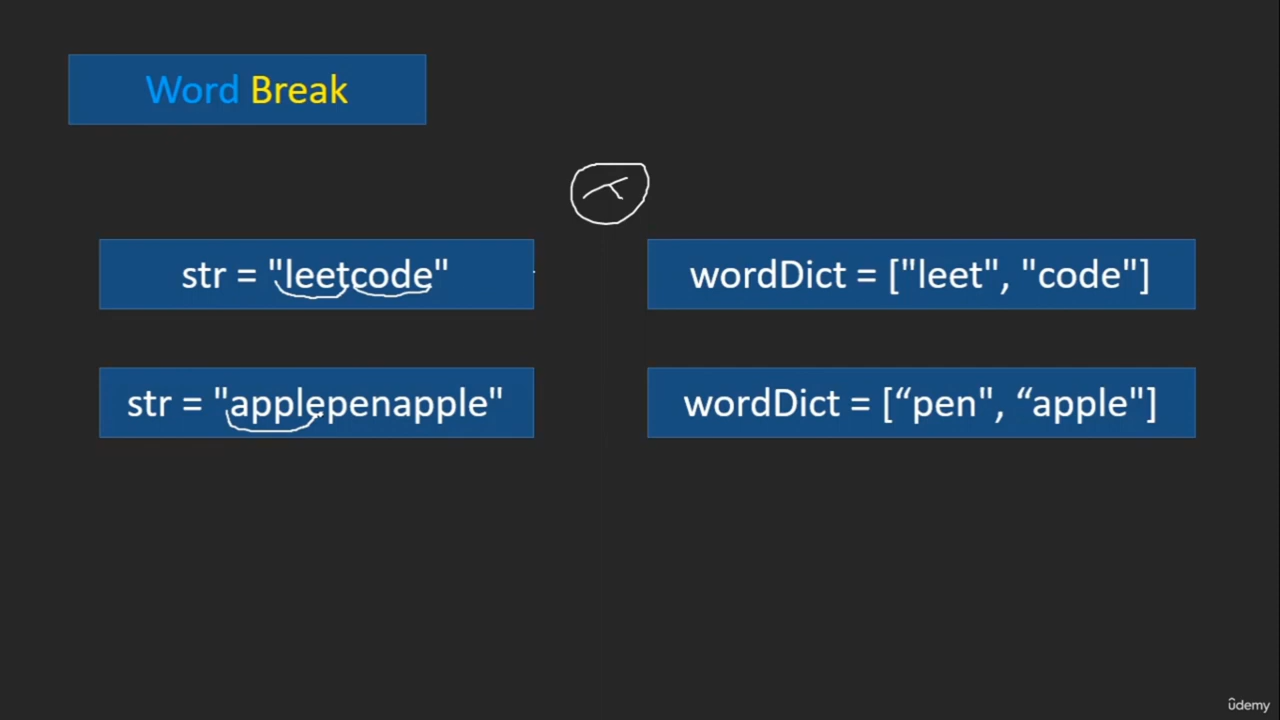 Word Break
T
str = "leetcode"
wordDict = ["leet", "code"]
str = "applepenapple"
wordDict = [“pen", “apple"]
ûdemy